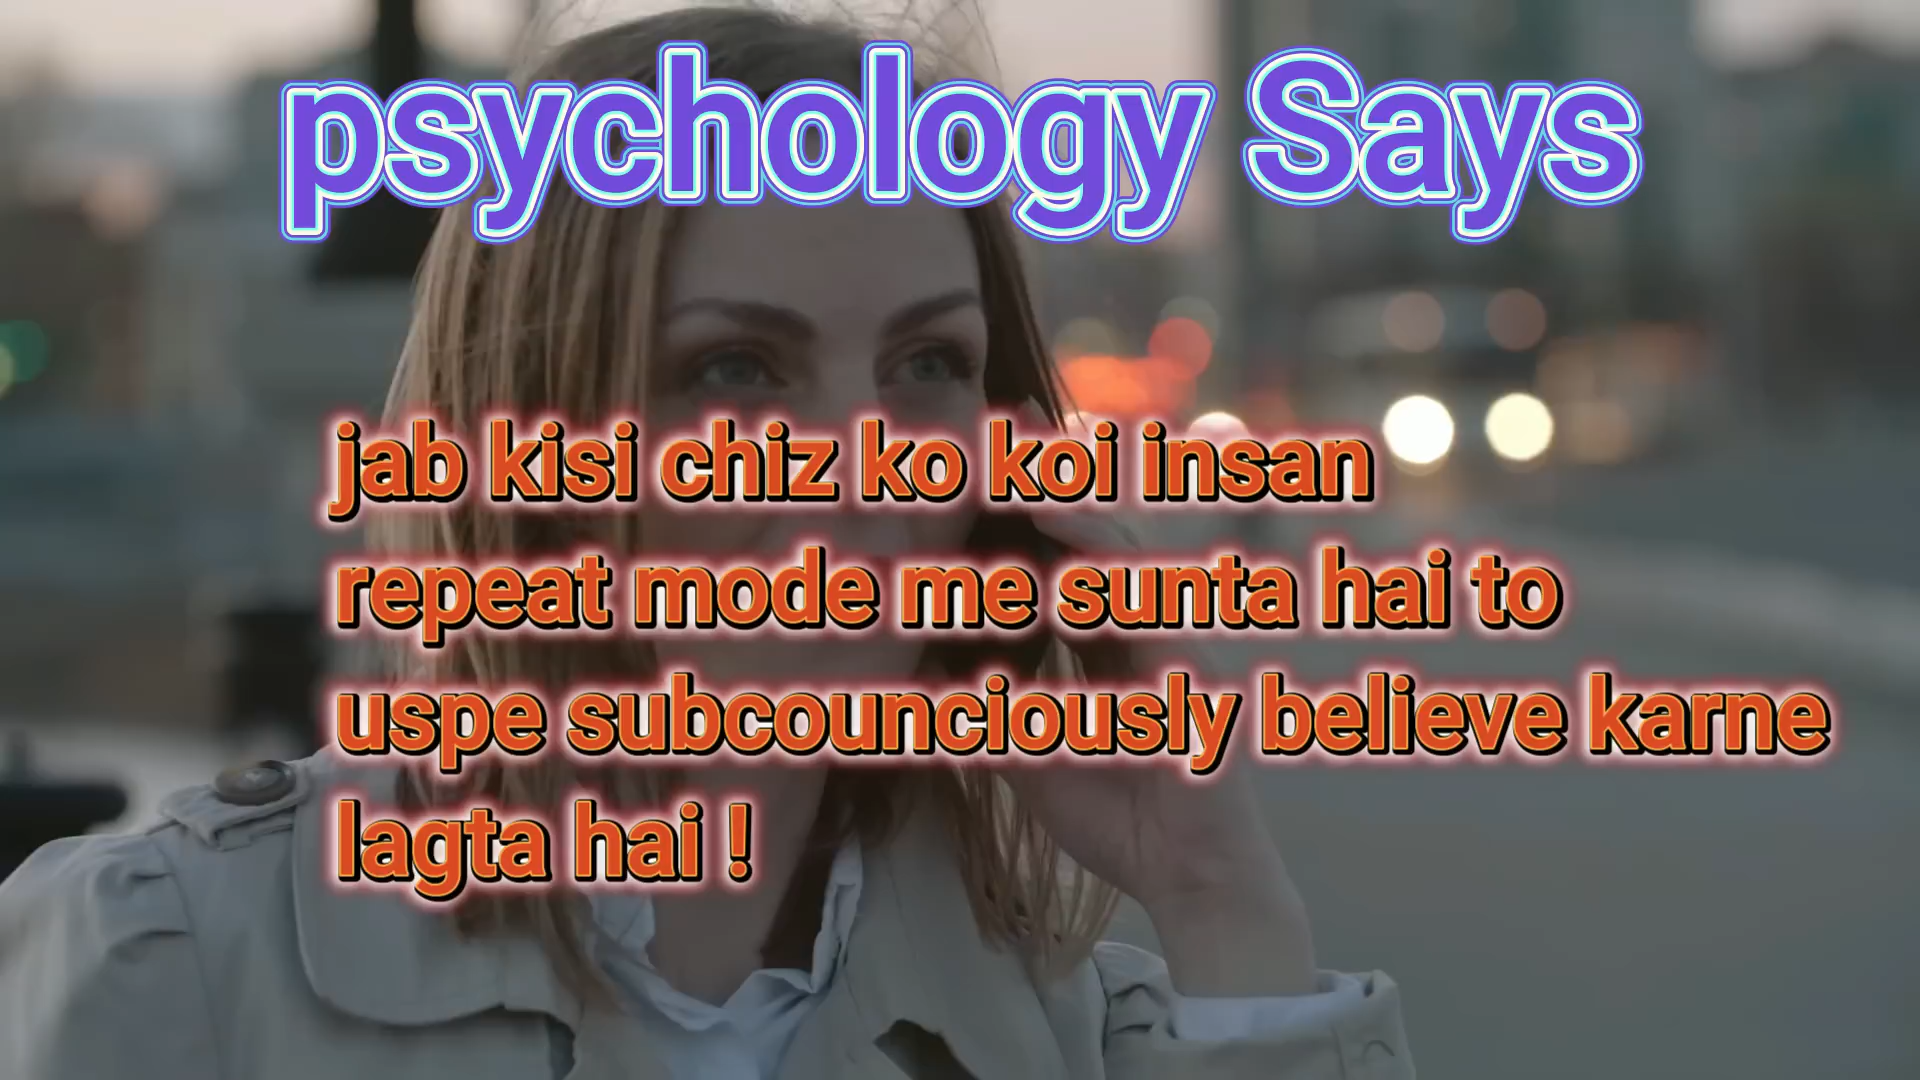 psychology Says
jab kisi chiz ko koi insan
repeat mode me sunta hai to
uspe subcounciously believe karne
lagta hai !